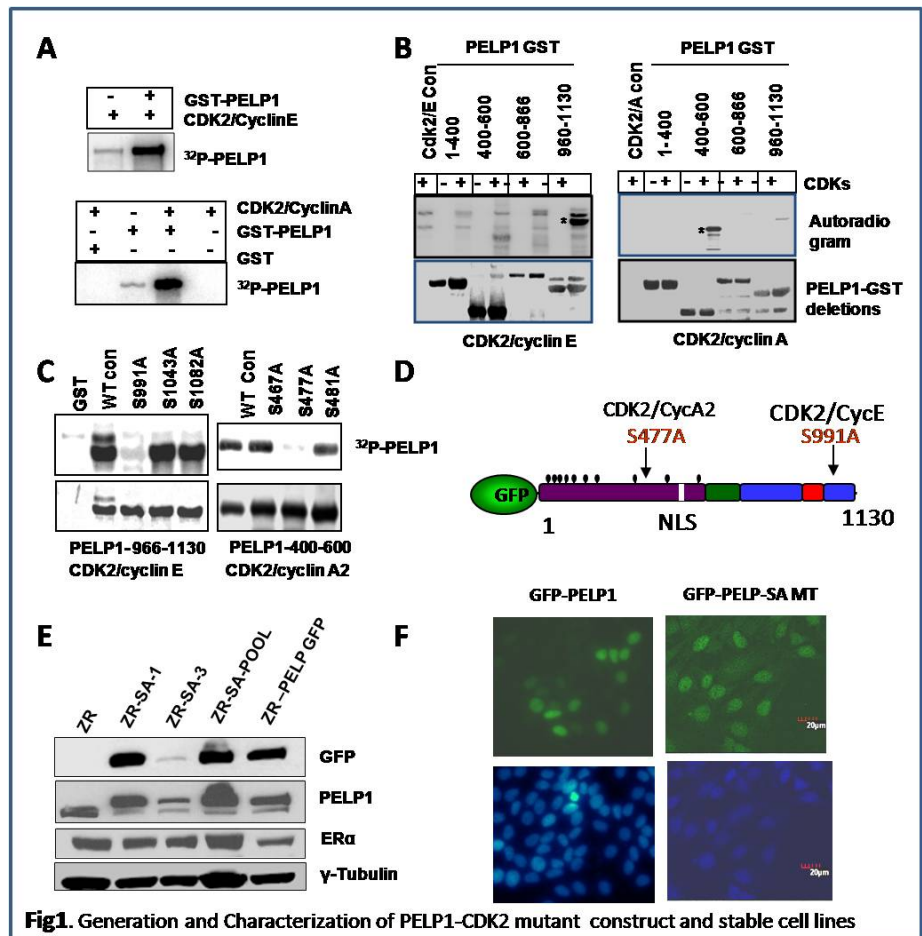 A
- +
GST-PELP1
+ +
CDK2/CyclinE
32P-PELP1
+ - + +
CDK2/CyclinA
- + + -
GST-PELP1
+ - - -
GST
32P-PELP1
B
PELP1 GST
Cdk2/E Con
1-400
400-600
600-866
960-1130
+ - + - + - + - +
*
CDK2/cyclin E
PELP1 GST
CDK2/A con
1-400
400-600
600-866
960-1130
+ - + - + - + - +
CDKs
*
Autoradio
gram
PELP1-GST
deletions
CDK2/cyclin A
C
GST
WT con
S991A
S1043A
S1082A
PELP1-966-1130
CDK2/cyclin E
WT Con
S467A
S477A
S481A
32P-PELP1
PELP1-400-600
CDK2/cyclin A2
D
CDK2/CycA2
S477A
CDK2/CycE
S991A
GFP
1
NLS
1130
E
ZR
ZR-SA-1
ZR-SA-3
ZR-SA-POOL
ZR--PELP GFP
GFP
PELP1
ERα
γ-Tubulin
F
GFP-PELP1
GFP-PELP-SA MT
20µm
20µm
Fig1. Generation and Characterization of PELP1-CDK2 mutant construct and stable cell lines